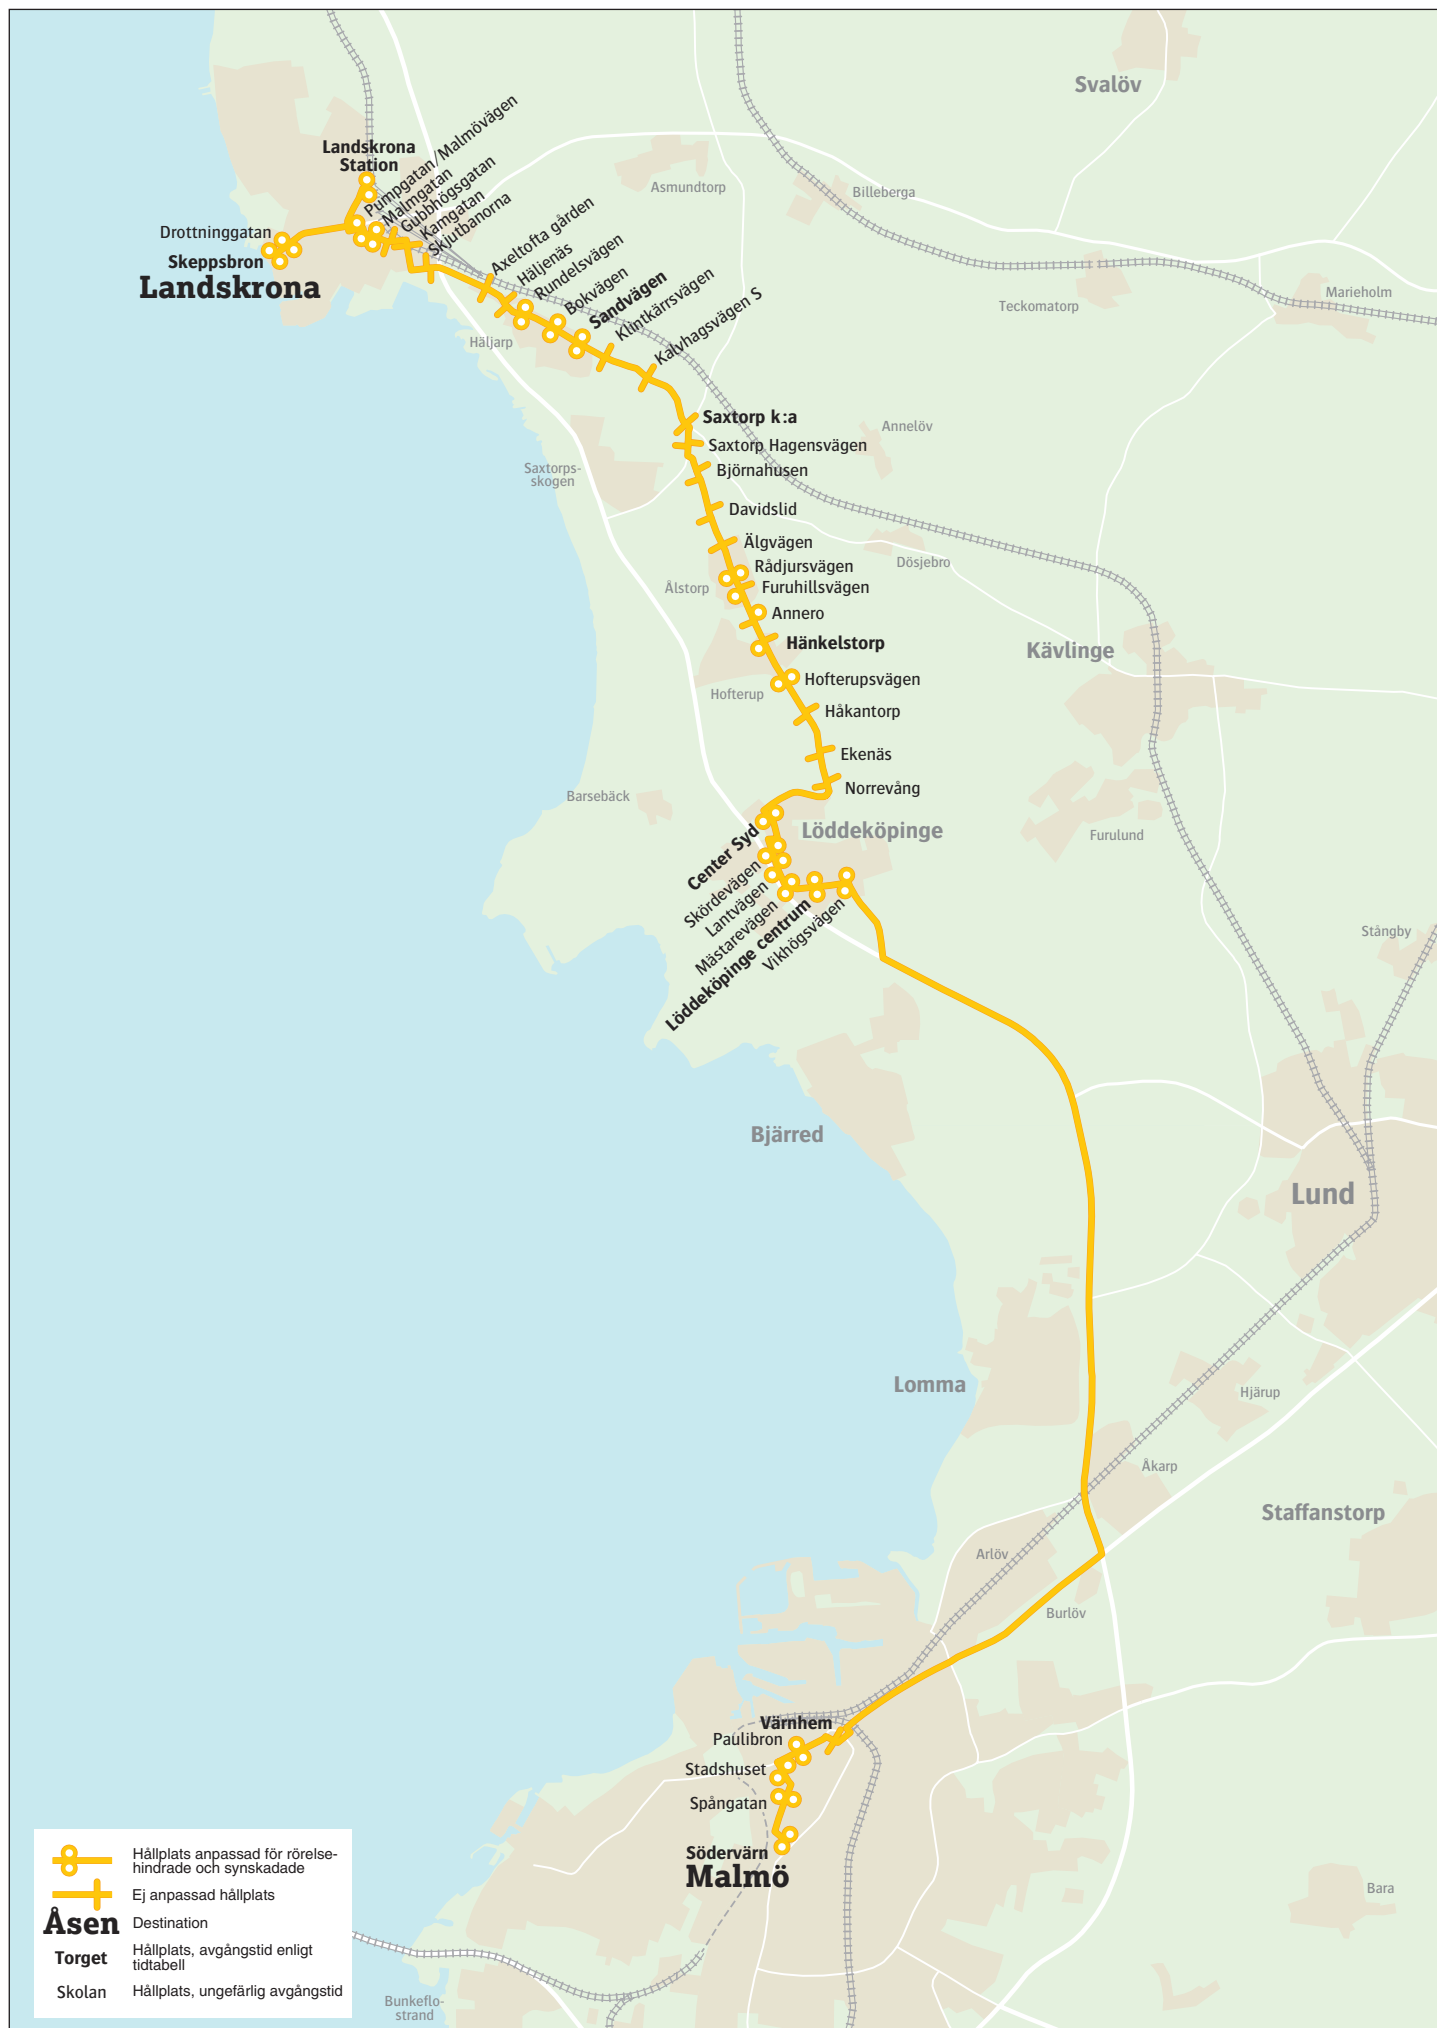 Svalöv
Landskrona
Station
Pumpgatan/Malmövägen
Malmgatan
Gubbhögsgatan
Kamgatan
Skjutbanorna
Asmundtorp
Billeberga
Drottninggatan
Skeppsbron
Landskrona
Axeltofta gården
Häljenäs
Rundelsvägen
Bokvägen
Sandvägen
Klintkärrsvägen
Kalvhagsvägen S
Teckomatorp
Marieholm
Häljarp
Saxtorp k:a
Saxtorp Hagensvägen
Annelöv
Saxtorps-
skogen
Björnahusen
Davidslid
Älgvägen
Dösjebro
Rådjursvägen
Ålstorp
Furuhillsvägen
Annero
Hänkelstorp
Kävlinge
Hofterupsvägen
Hofterup
Håkantorp
Ekenäs
Norrevång
Barsebäck
Löddeköpinge
Furulund
Center Syd
Skördevägen
Lantvägen
Mästarevägen
Löddeköpinge centrum
Vikhögsvägen
Stångby
Bjärred
Lund
Lomma
Hjärup
Åkarp
Staffanstorp
Arlöv
Burlöv
Värnhem
Paulibron
Stadshuset
Spångatan
Södervärn
Malmö
Bara
Bunkeflo-
strand
Hållplats anpassad för rörelse-
hindrade och synskadade
Ej anpassad hållplats
Åsen Destination
Torget Hållplats, avgångstid enligt
tidtabell
Skolan Hållplats, ungefärlig avgångstid